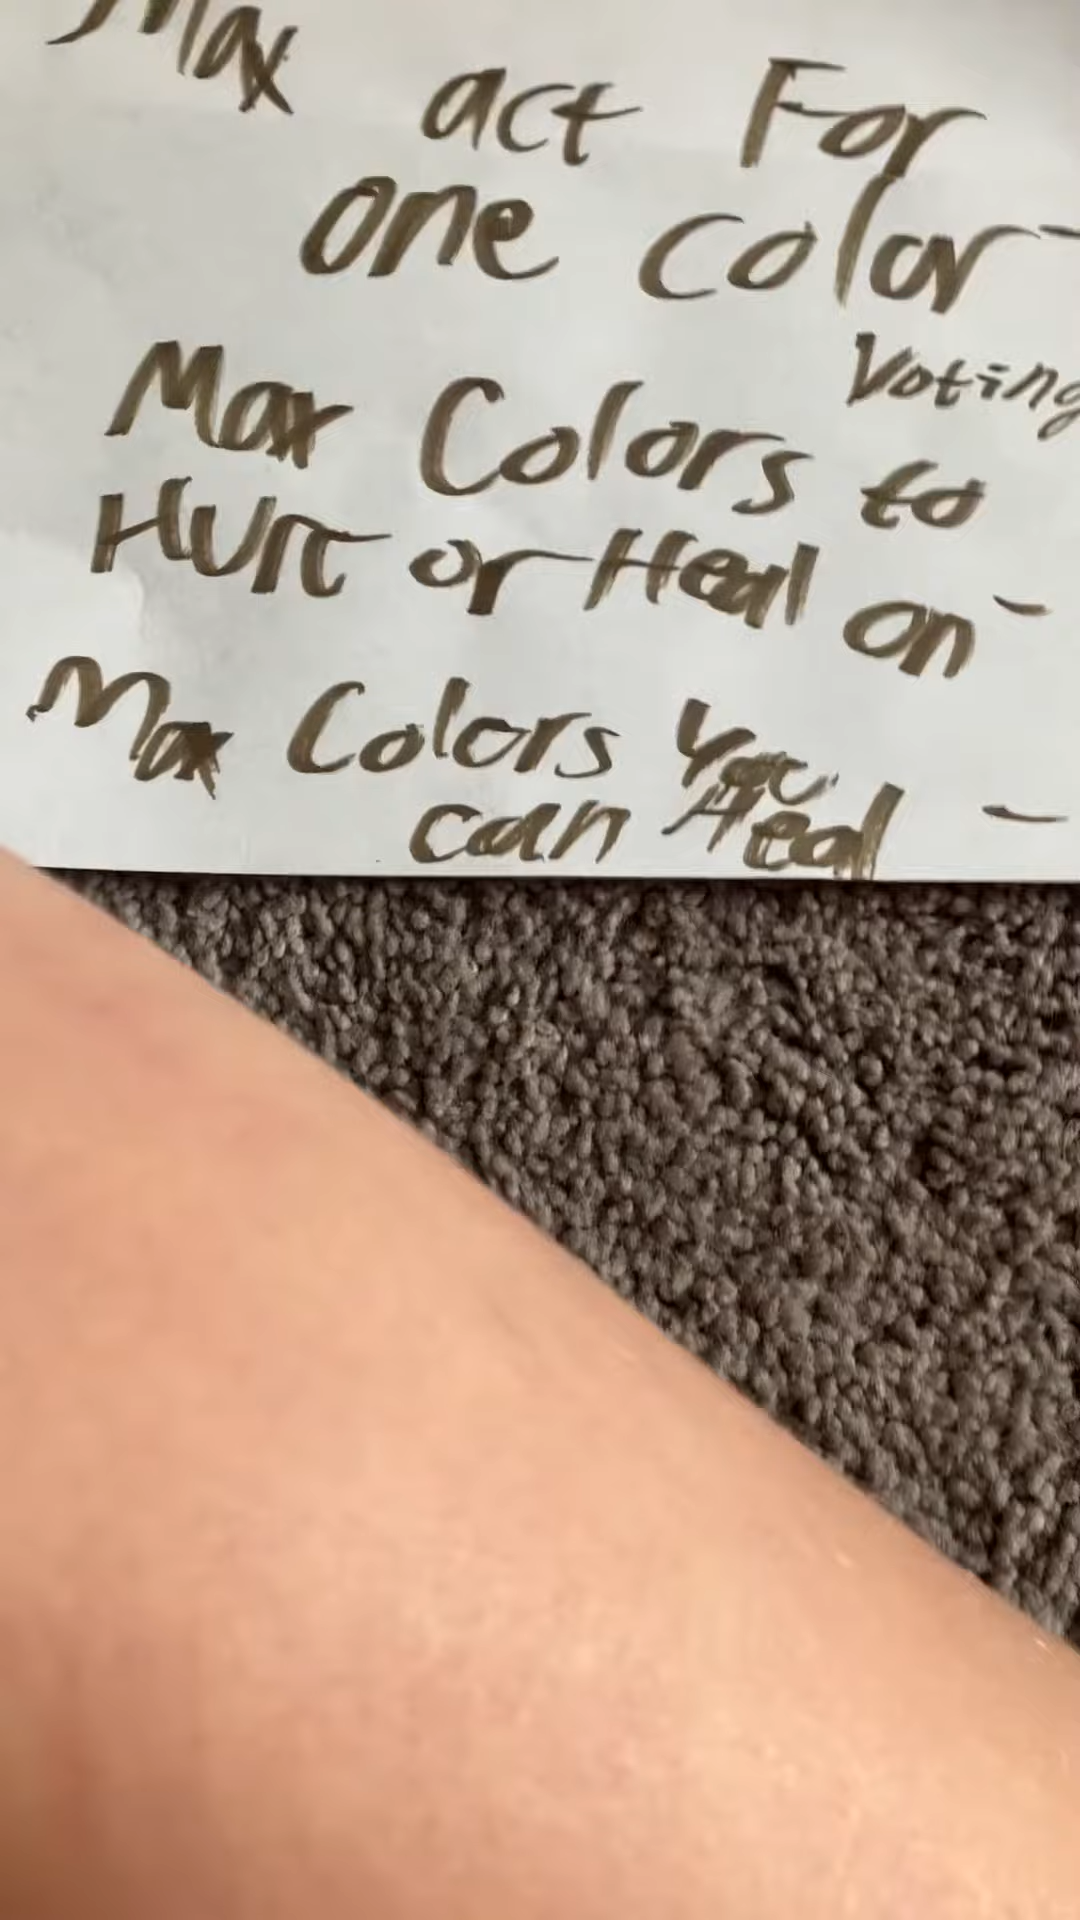 Max act For
one color -
Voting
Max Colors to
Hurt or Heal on -
Max Colors You
can Heal -